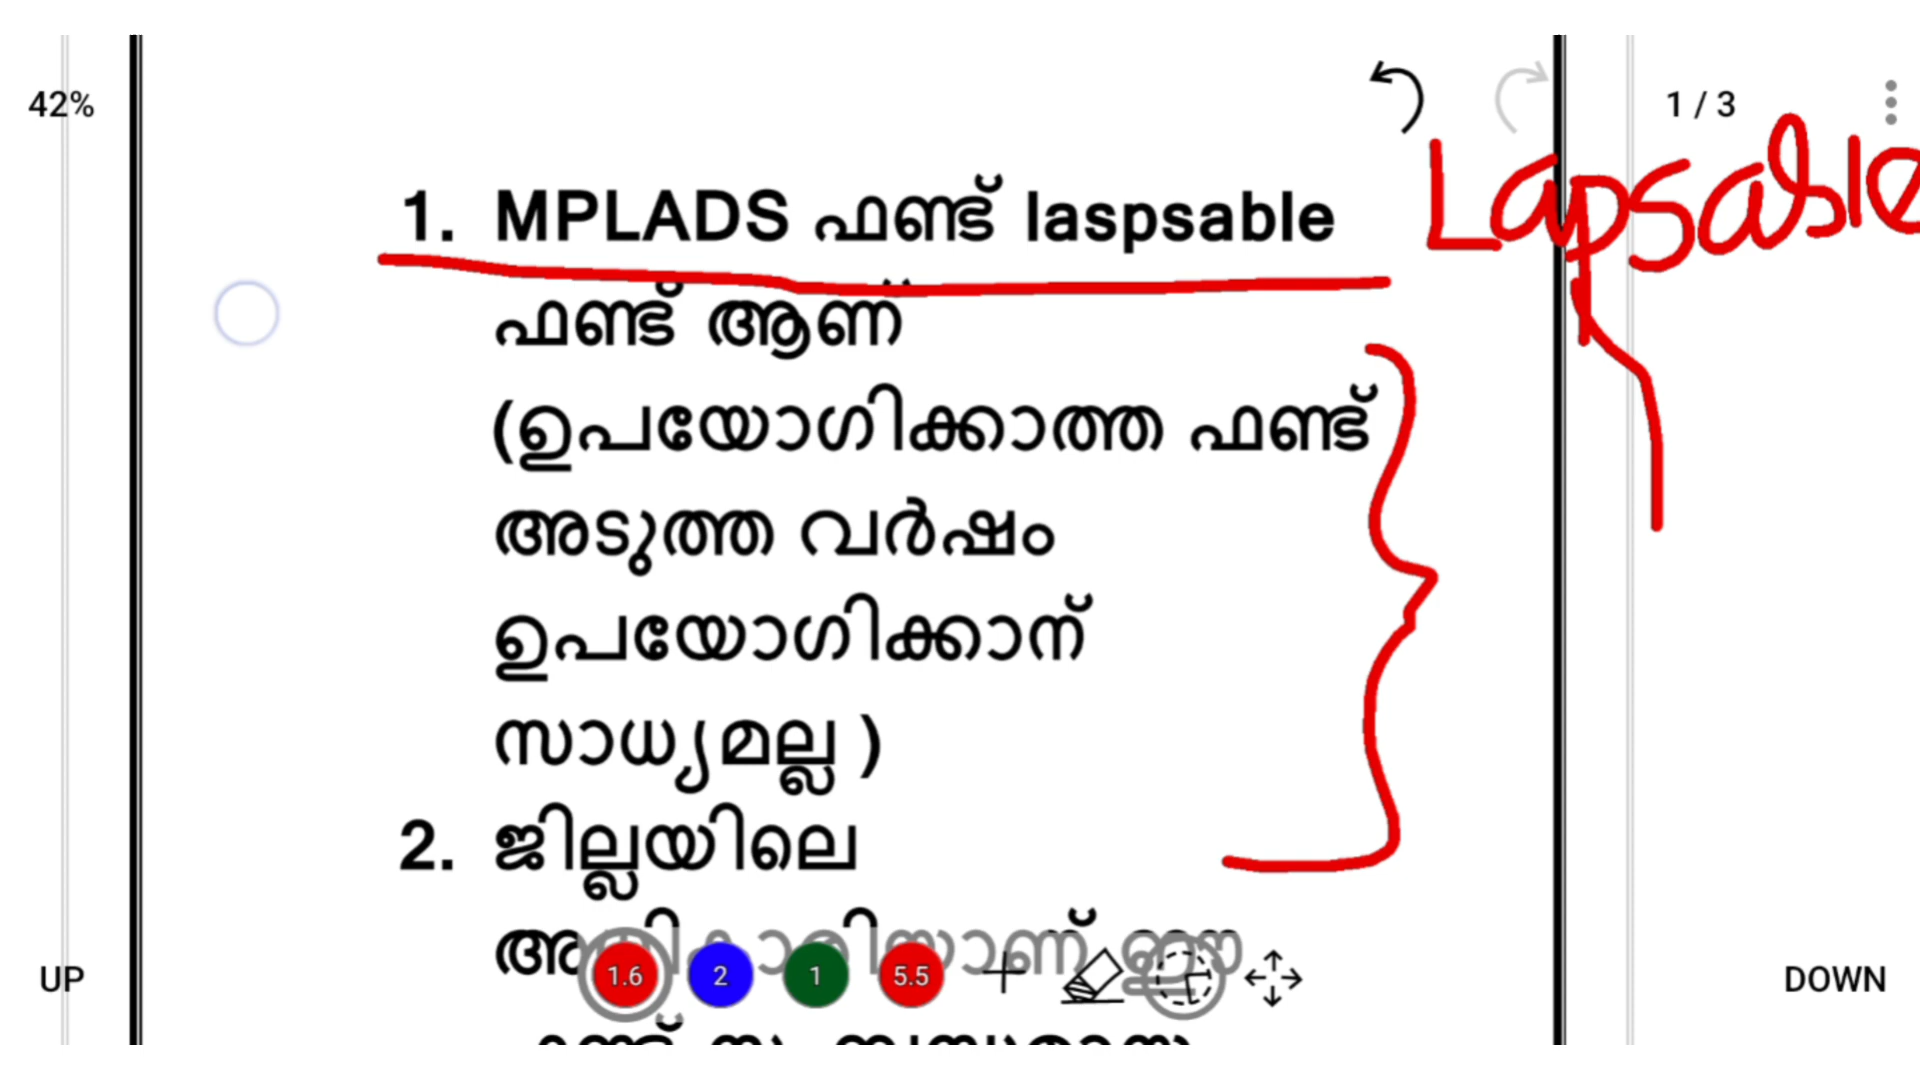 42%
1 / 3
Lapsable
1. MPLADS ഫണ്ട് laspsable
ഫണ്ട് ആണ്
(ഉപയോഗിക്കാത്ത ഫണ്ട്
അടുത്ത വർഷം
ഉപയോഗിക്കാന്
സാധ്യമല്ല )
2. ജില്ലയിലെ
ഈ
UP
1.6 2 1 5.5
DOWN